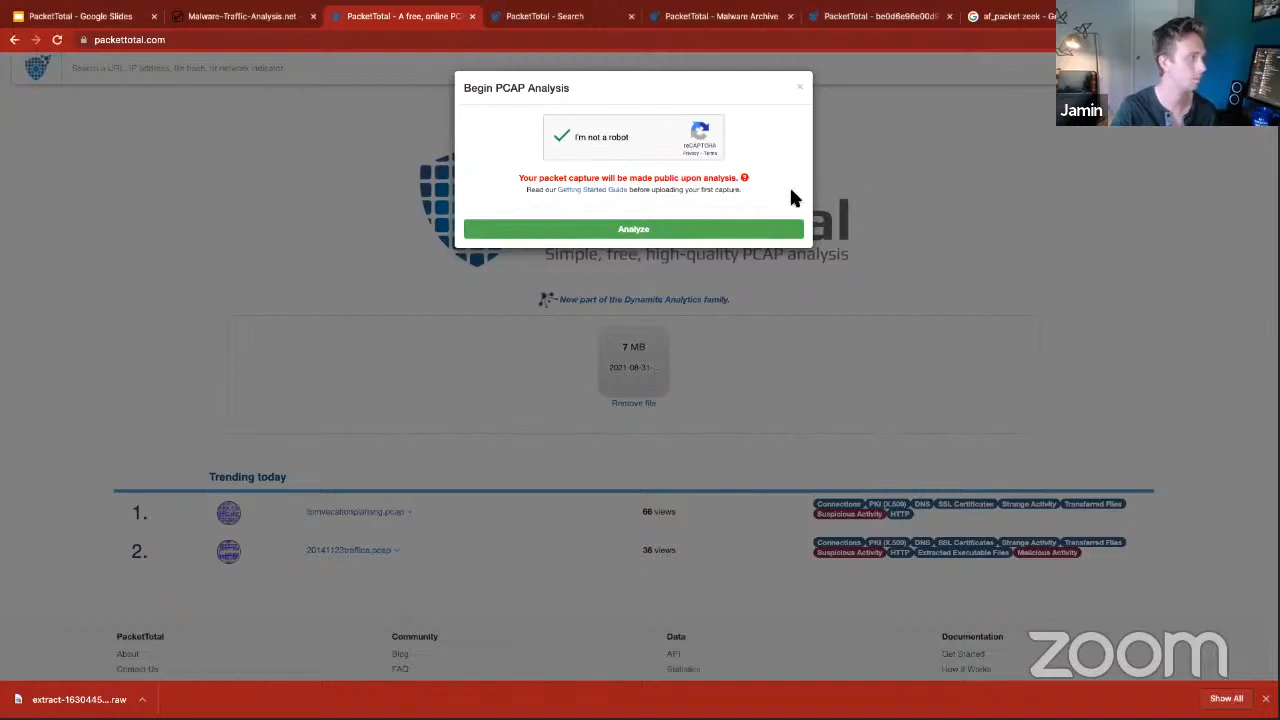 PacketTotal - Google Slides
Malware-Traffic-Analysis.net
PacketTotal - A free, online PC
PacketTotal - Search
PacketTotal - Malware Archive
PacketTotal - be0d6e96e00d
af_packet zeek - G
packettotal.com
Search a URL, IP address, file hash, or network indicator.
Jamin
Begin PCAP Analysis
I'm not a robot
reCAPTCHA
Privacy - Terms
Your packet capture will be made public upon analysis.
Read our Getting Started Guide before uploading your first capture.
Analyze
al
Simple, free, high-quality PCAP analysis
New part of the Dynamite Analytics family.
7 MB
2021-08-31-...
Remove file
Trending today
1.
66 views
Connections PKI (X.509) DNS SSL Certificates Strange Activity Transferred Files
Suspicious Activity HTTP
2.
20141123traffica.pcap
36 views
Connections PKI (X.509) DNS SSL Certificates Strange Activity Transferred Files
Suspicious Activity HTTP Extracted Executable Files Malicious Activity
PacketTotal
Community
Data
Documentation
About
Blog
API
Get Started
Contact Us
FAQ
Statistics
How it Works
zoom
extract-1630445....raw
Show All